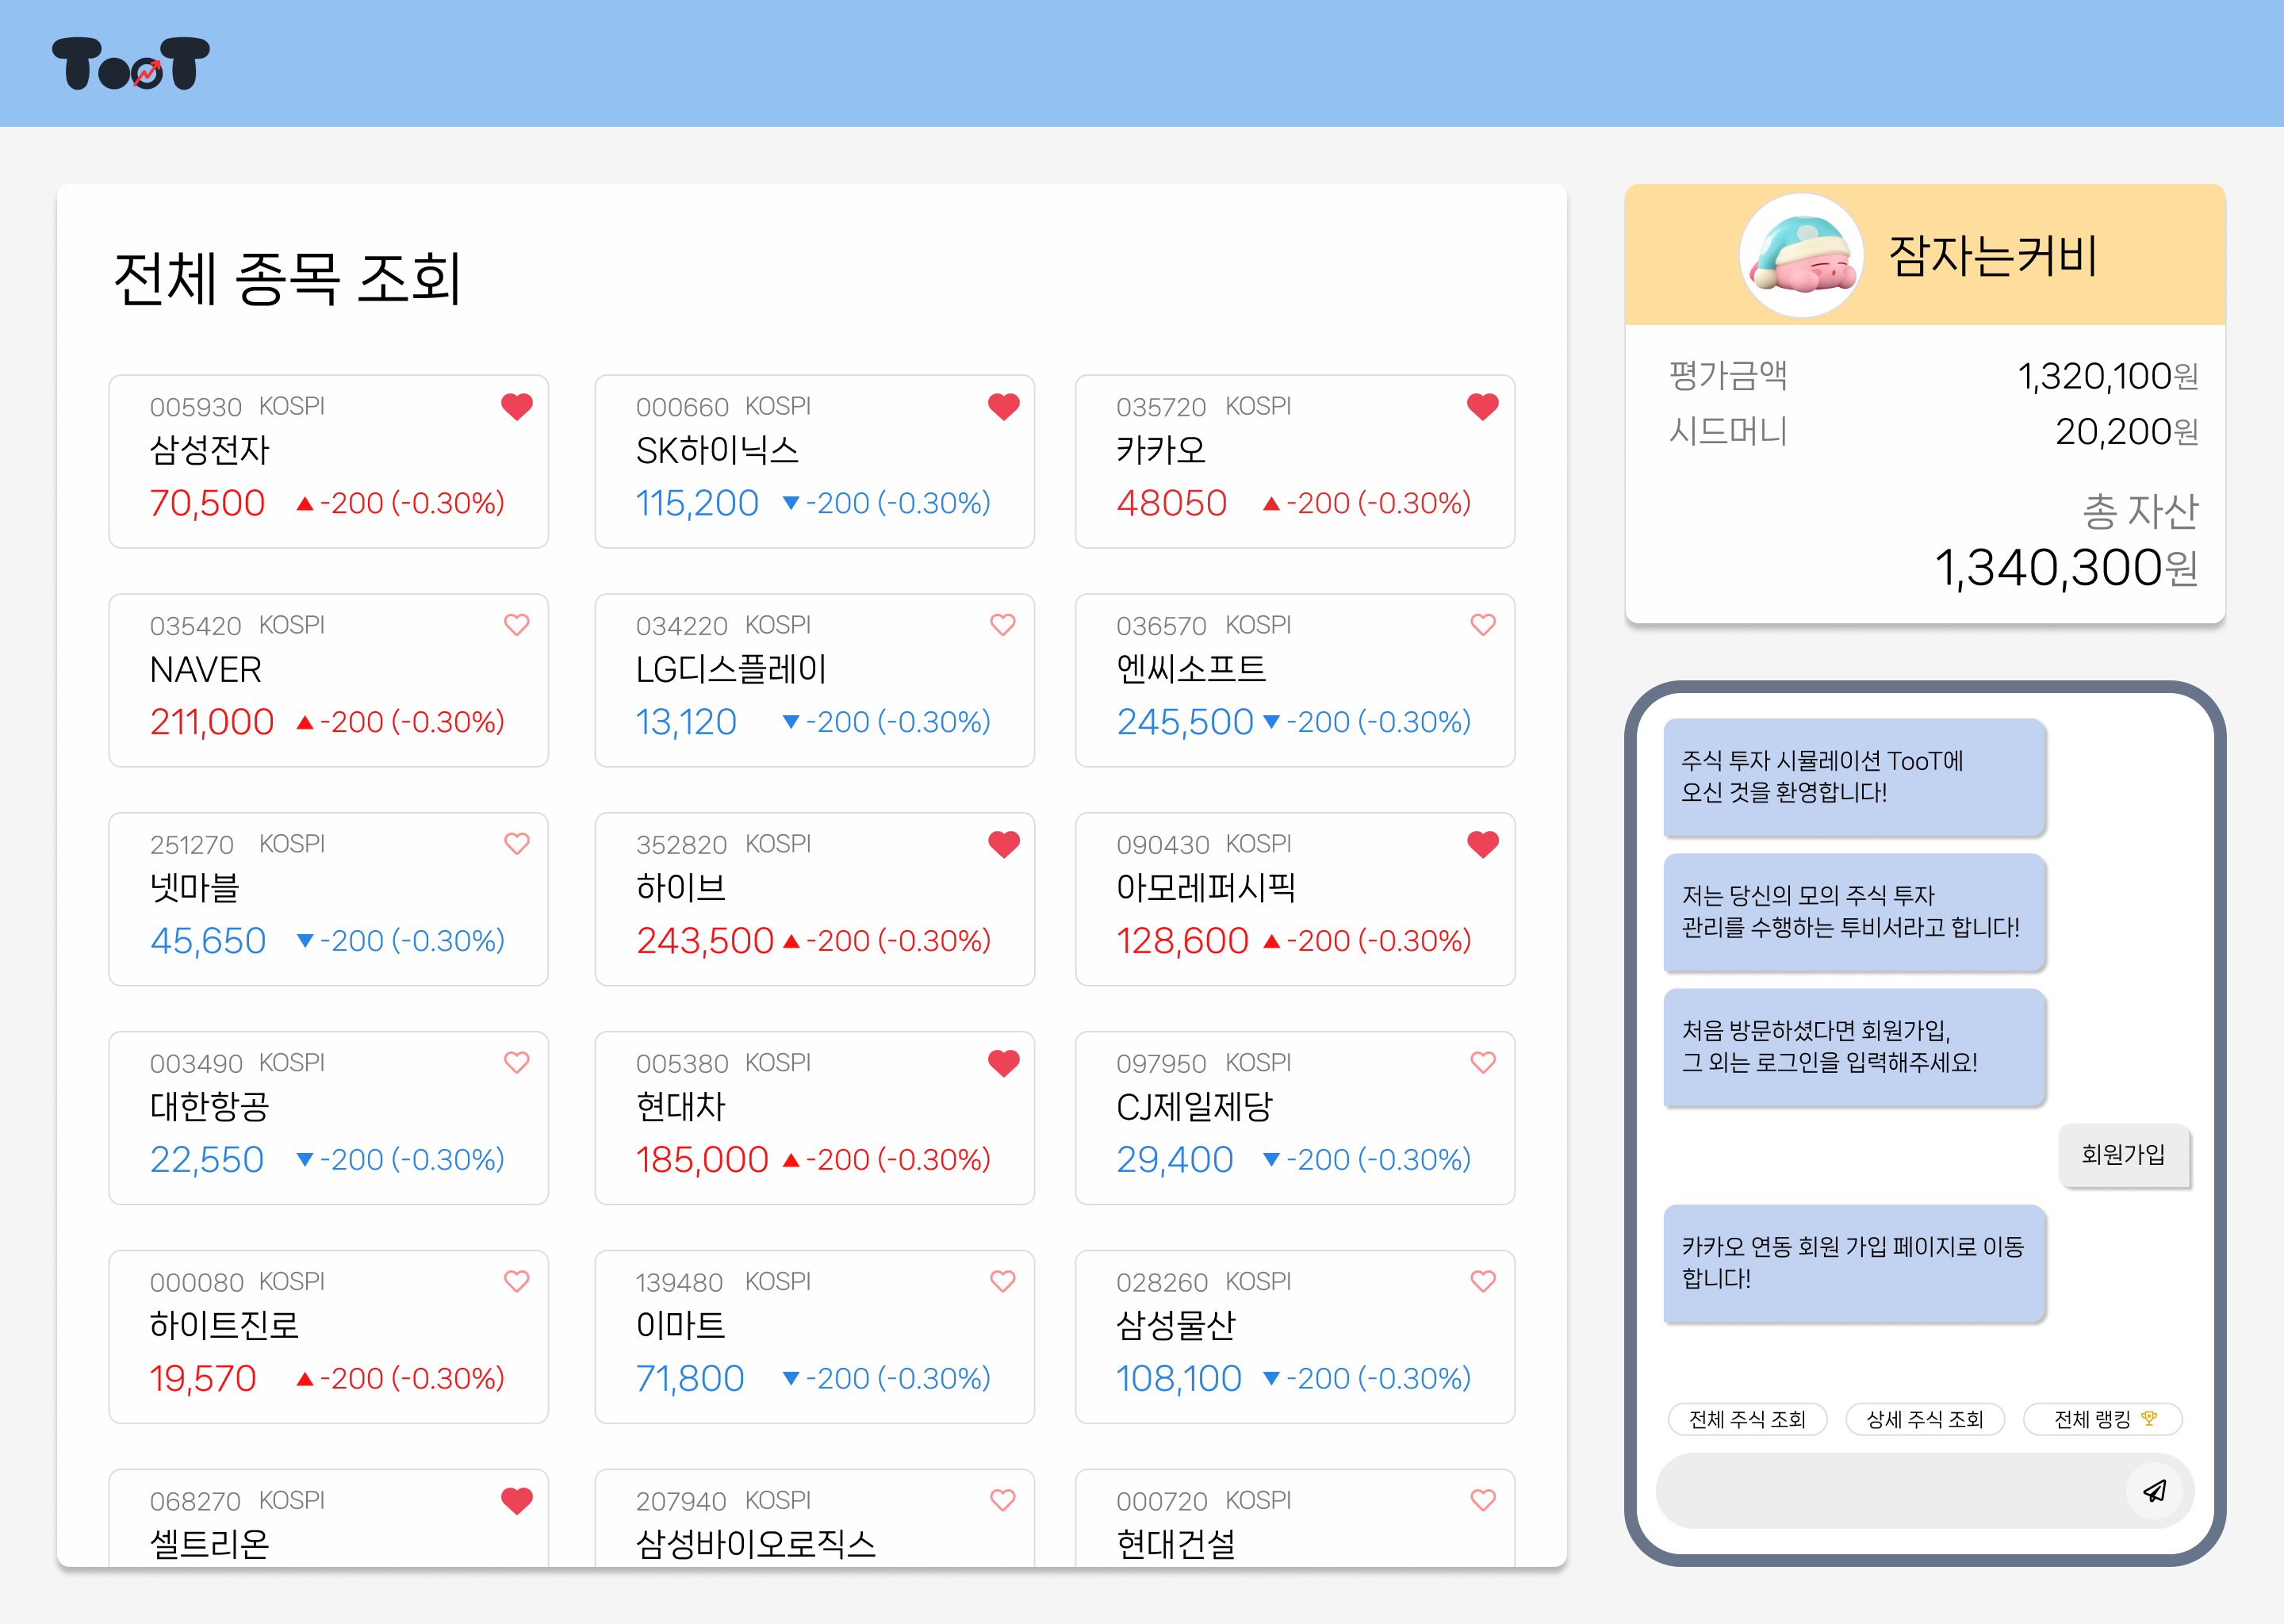 TooT
전체 종목 조회
005930 KOSPI
삼성전자
70,500 ▲-200 (-0.30%)
000660 KOSPI
SK하이닉스
115,200 ▼-200 (-0.30%)
035720 KOSPI
카카오
48050 ▲-200 (-0.30%)
035420 KOSPI
NAVER
211,000 ▲-200 (-0.30%)
034220 KOSPI
LG디스플레이
13,120 ▼-200 (-0.30%)
036570 KOSPI
엔씨소프트
245,500 ▼-200 (-0.30%)
251270 KOSPI
넷마블
45,650 ▼-200 (-0.30%)
352820 KOSPI
하이브
243,500 ▲-200 (-0.30%)
090430 KOSPI
아모레퍼시픽
128,600 ▲-200 (-0.30%)
003490 KOSPI
대한항공
22,550 ▼-200 (-0.30%)
005380 KOSPI
현대차
185,000 ▲-200 (-0.30%)
097950 KOSPI
CJ제일제당
29,400 ▼-200 (-0.30%)
000080 KOSPI
하이트진로
19,570 ▲-200 (-0.30%)
139480 KOSPI
이마트
71,800 ▼-200 (-0.30%)
028260 KOSPI
삼성물산
108,100 ▼-200 (-0.30%)
068270 KOSPI
셀트리온
207940 KOSPI
삼성바이오로직스
000720 KOSPI
현대건설
잠자는커비
평가금액 1,320,100원
시드머니 20,200원
총 자산
1,340,300원
주식 투자 시뮬레이션 TooT에
오신 것을 환영합니다!
저는 당신의 모의 주식 투자
관리를 수행하는 투비서라고 합니다!
처음 방문하셨다면 회원가입,
그 외는 로그인을 입력해주세요!
회원가입
카카오 연동 회원 가입 페이지로 이동
합니다!
전체 주식 조회
상세 주식 조회
전체 랭킹